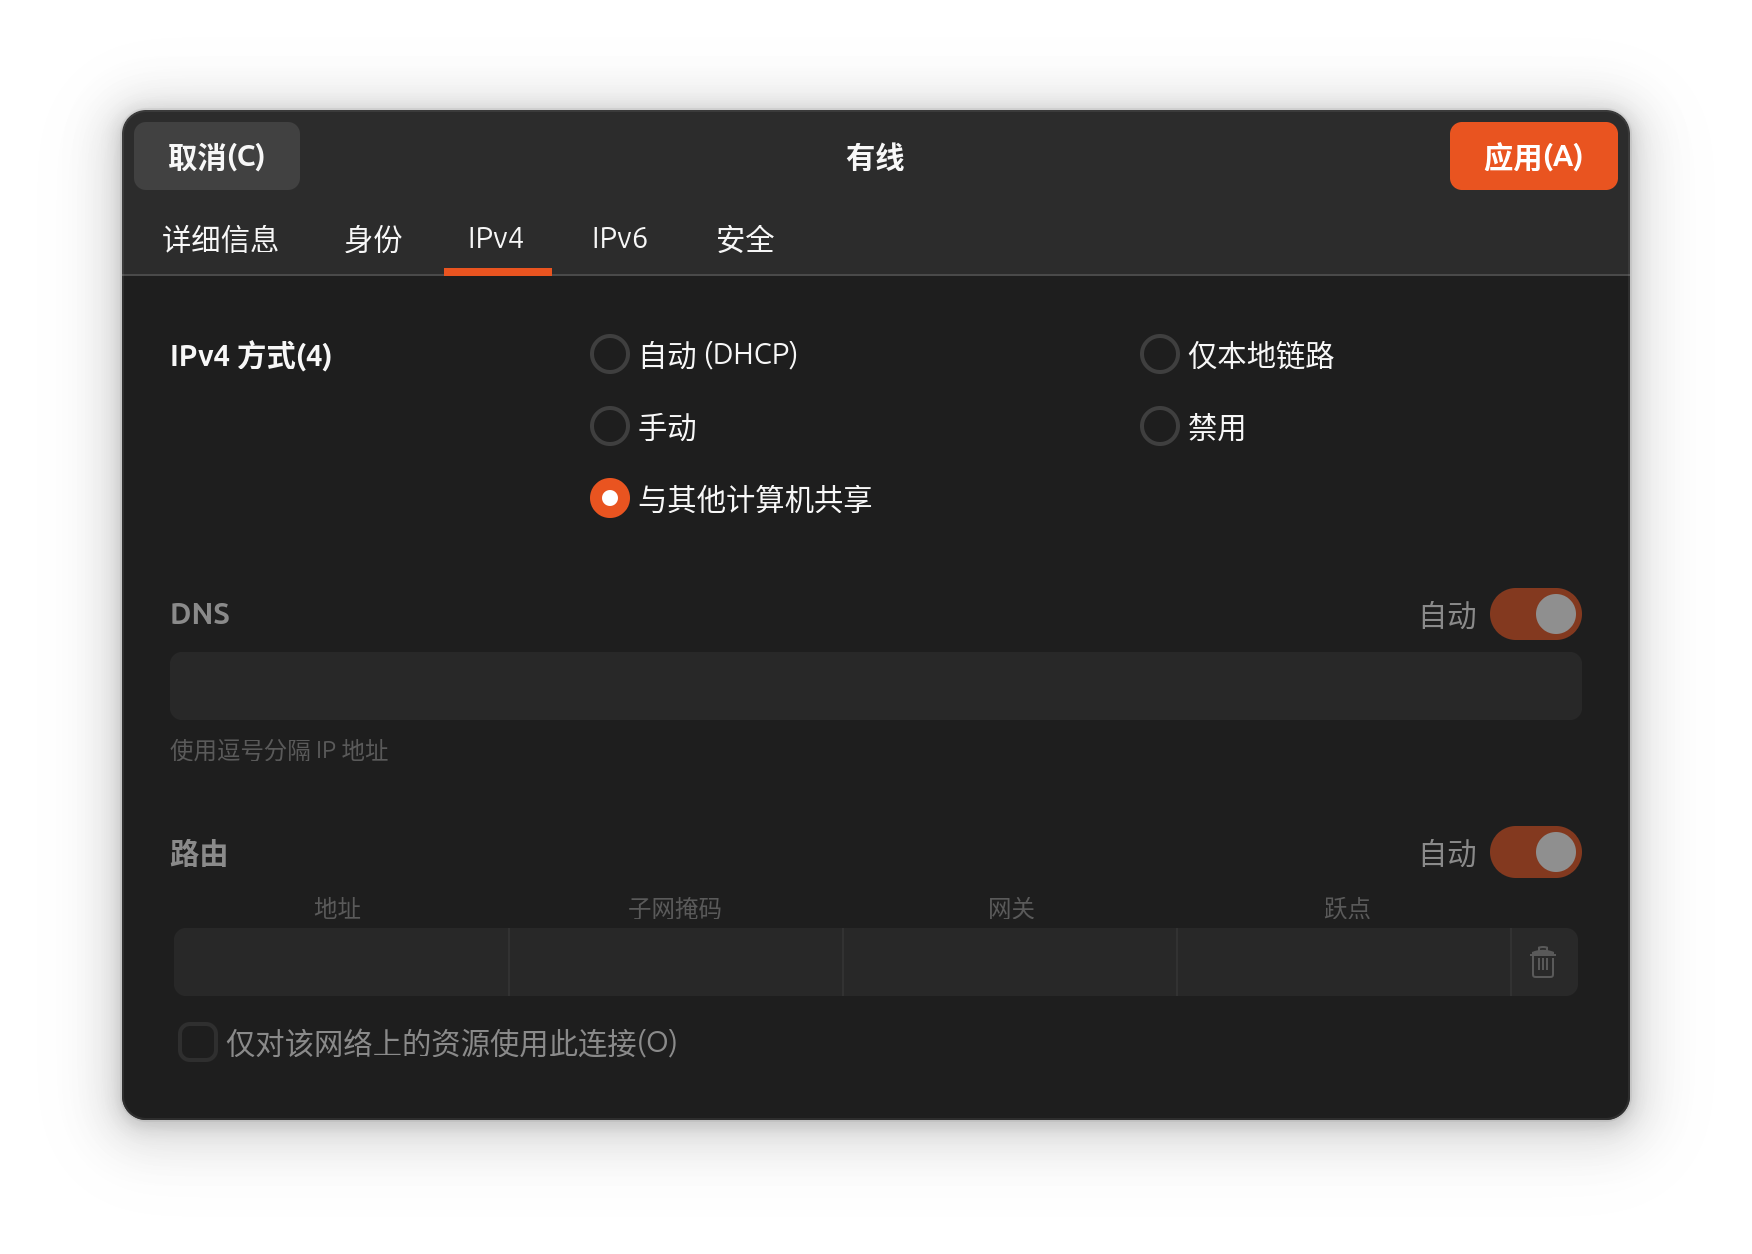 取消(C)
有线
应用(A)
详细信息 身份 IPv4 IPv6 安全
IPv4 方式(4)
自动 (DHCP)
仅本地链路
手动
禁用
与其他计算机共享
DNS
自动
使用逗号分隔 IP 地址
路由
自动
地址 子网掩码 网关 跃点
仅对该网络上的资源使用此连接(O)